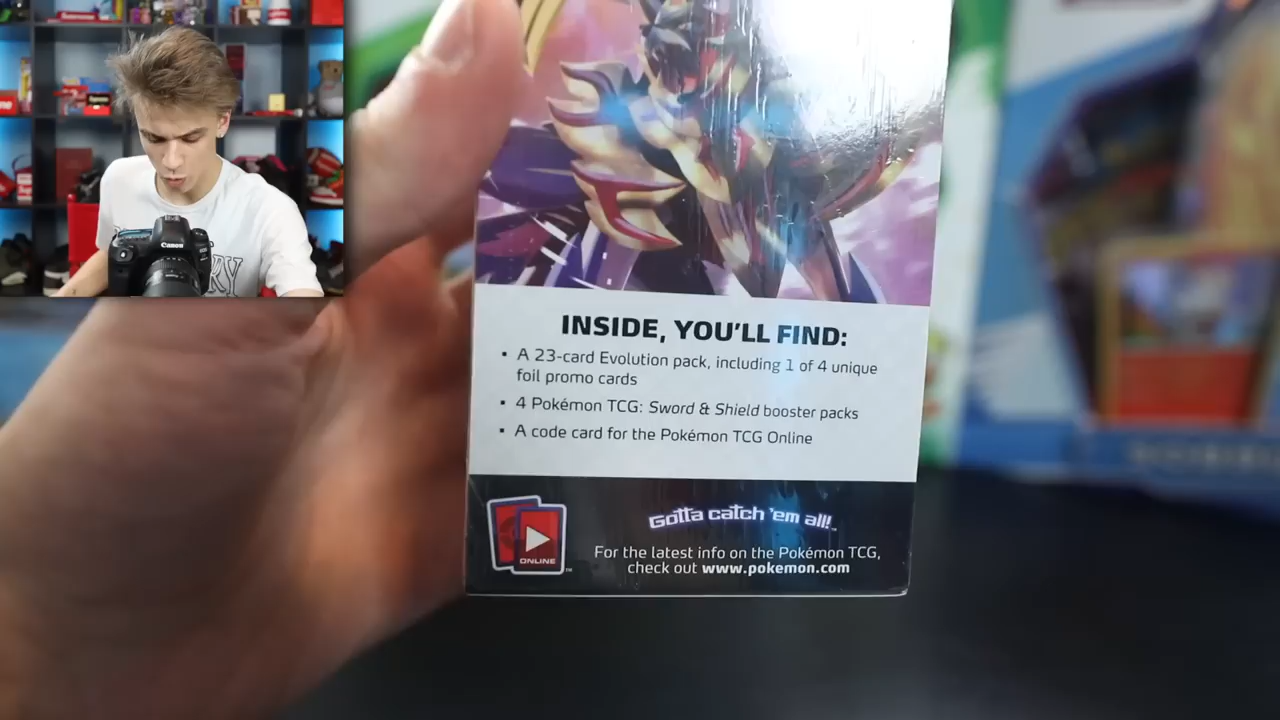 Supreme
Canon
INSIDE, YOU'LL FIND:
▪ A 23-card Evolution pack, including 1 of 4 unique
foil promo cards
▪ 4 Pokémon TCG: Sword & Shield booster packs
▪ A code card for the Pokémon TCG Online
ONLINE
Gotta catch 'em all!
For the latest info on the Pokémon TCG,
check out www.pokemon.com